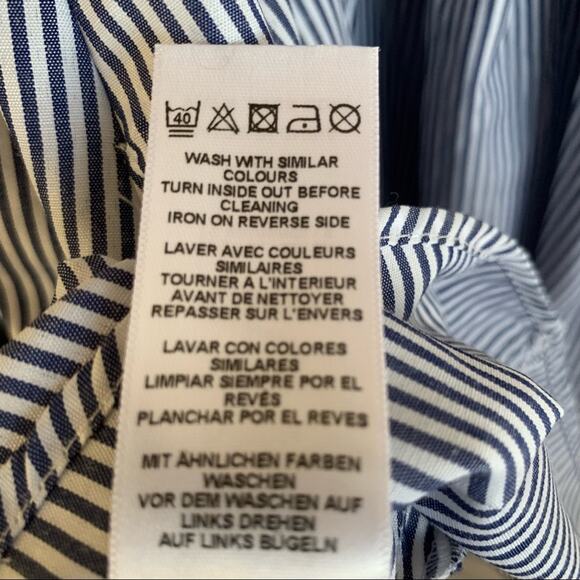 40
WASH WITH SIMILAR
COLOURS
TURN INSIDE OUT BEFORE
CLEANING
IRON ON REVERSE SIDE
LAVER AVEC COULEURS
SIMILAIRES
TOURNER A L'INTERIEUR
AVANT DE NETTOYER
REPASSER SUR L'ENVERS
LAVAR CON COLORES
SIMILARES
LIMPIAR SIEMPRE POR EL
REVÉS
PLANCHAR POR EL REVES
MIT ÄHNLICHEN FARBEN
WASCHEN
VOR DEM WASCHEN AUF
LINKS DREHEN
AUF LINKS BÜGELN